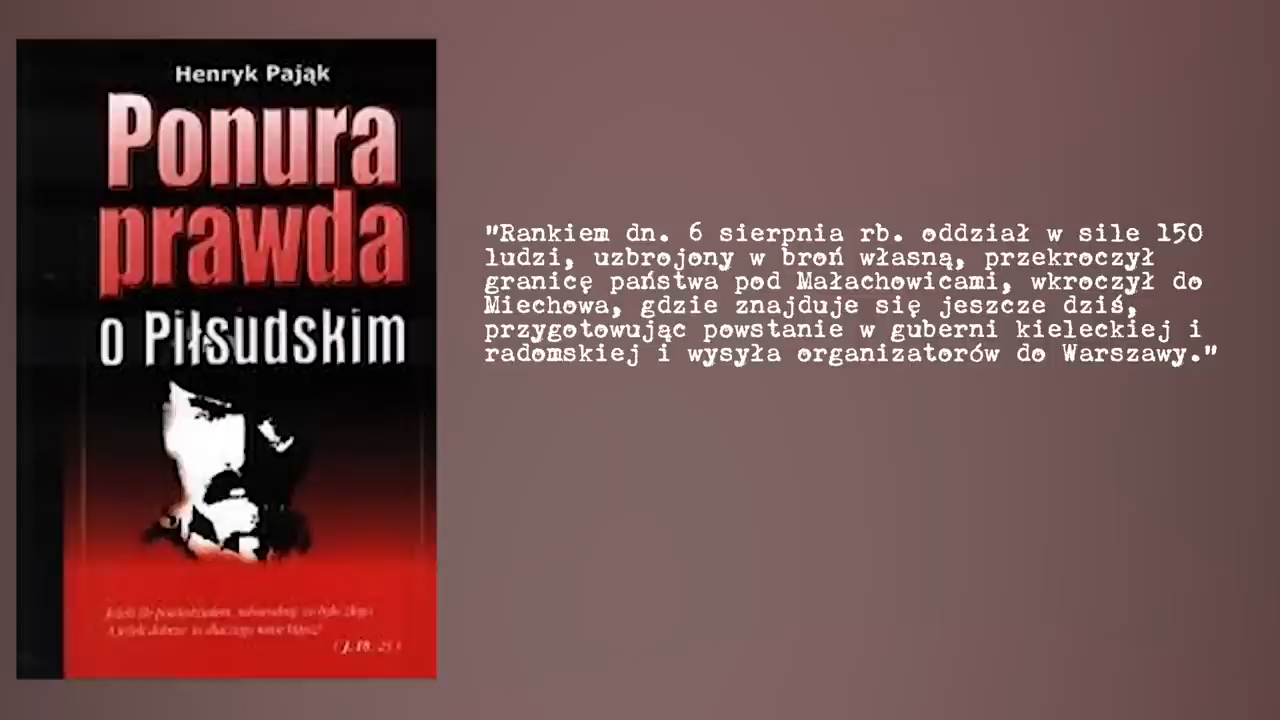 Henryk Pająk
Ponura
prawda
o Piłsudskim
"Rankiem dn. 6 sierpnia rb. oddział w sile 150
ludzi, uzbrojony w broń własną, przekroczył
granicę państwa pod Małachowicami, wkroczył do
Miechowa, gdzie znajduje się jeszcze dziś,
przygotowując powstanie w guberni kieleckiej i
radomskiej i wysyła organizatorów do Warszawy."